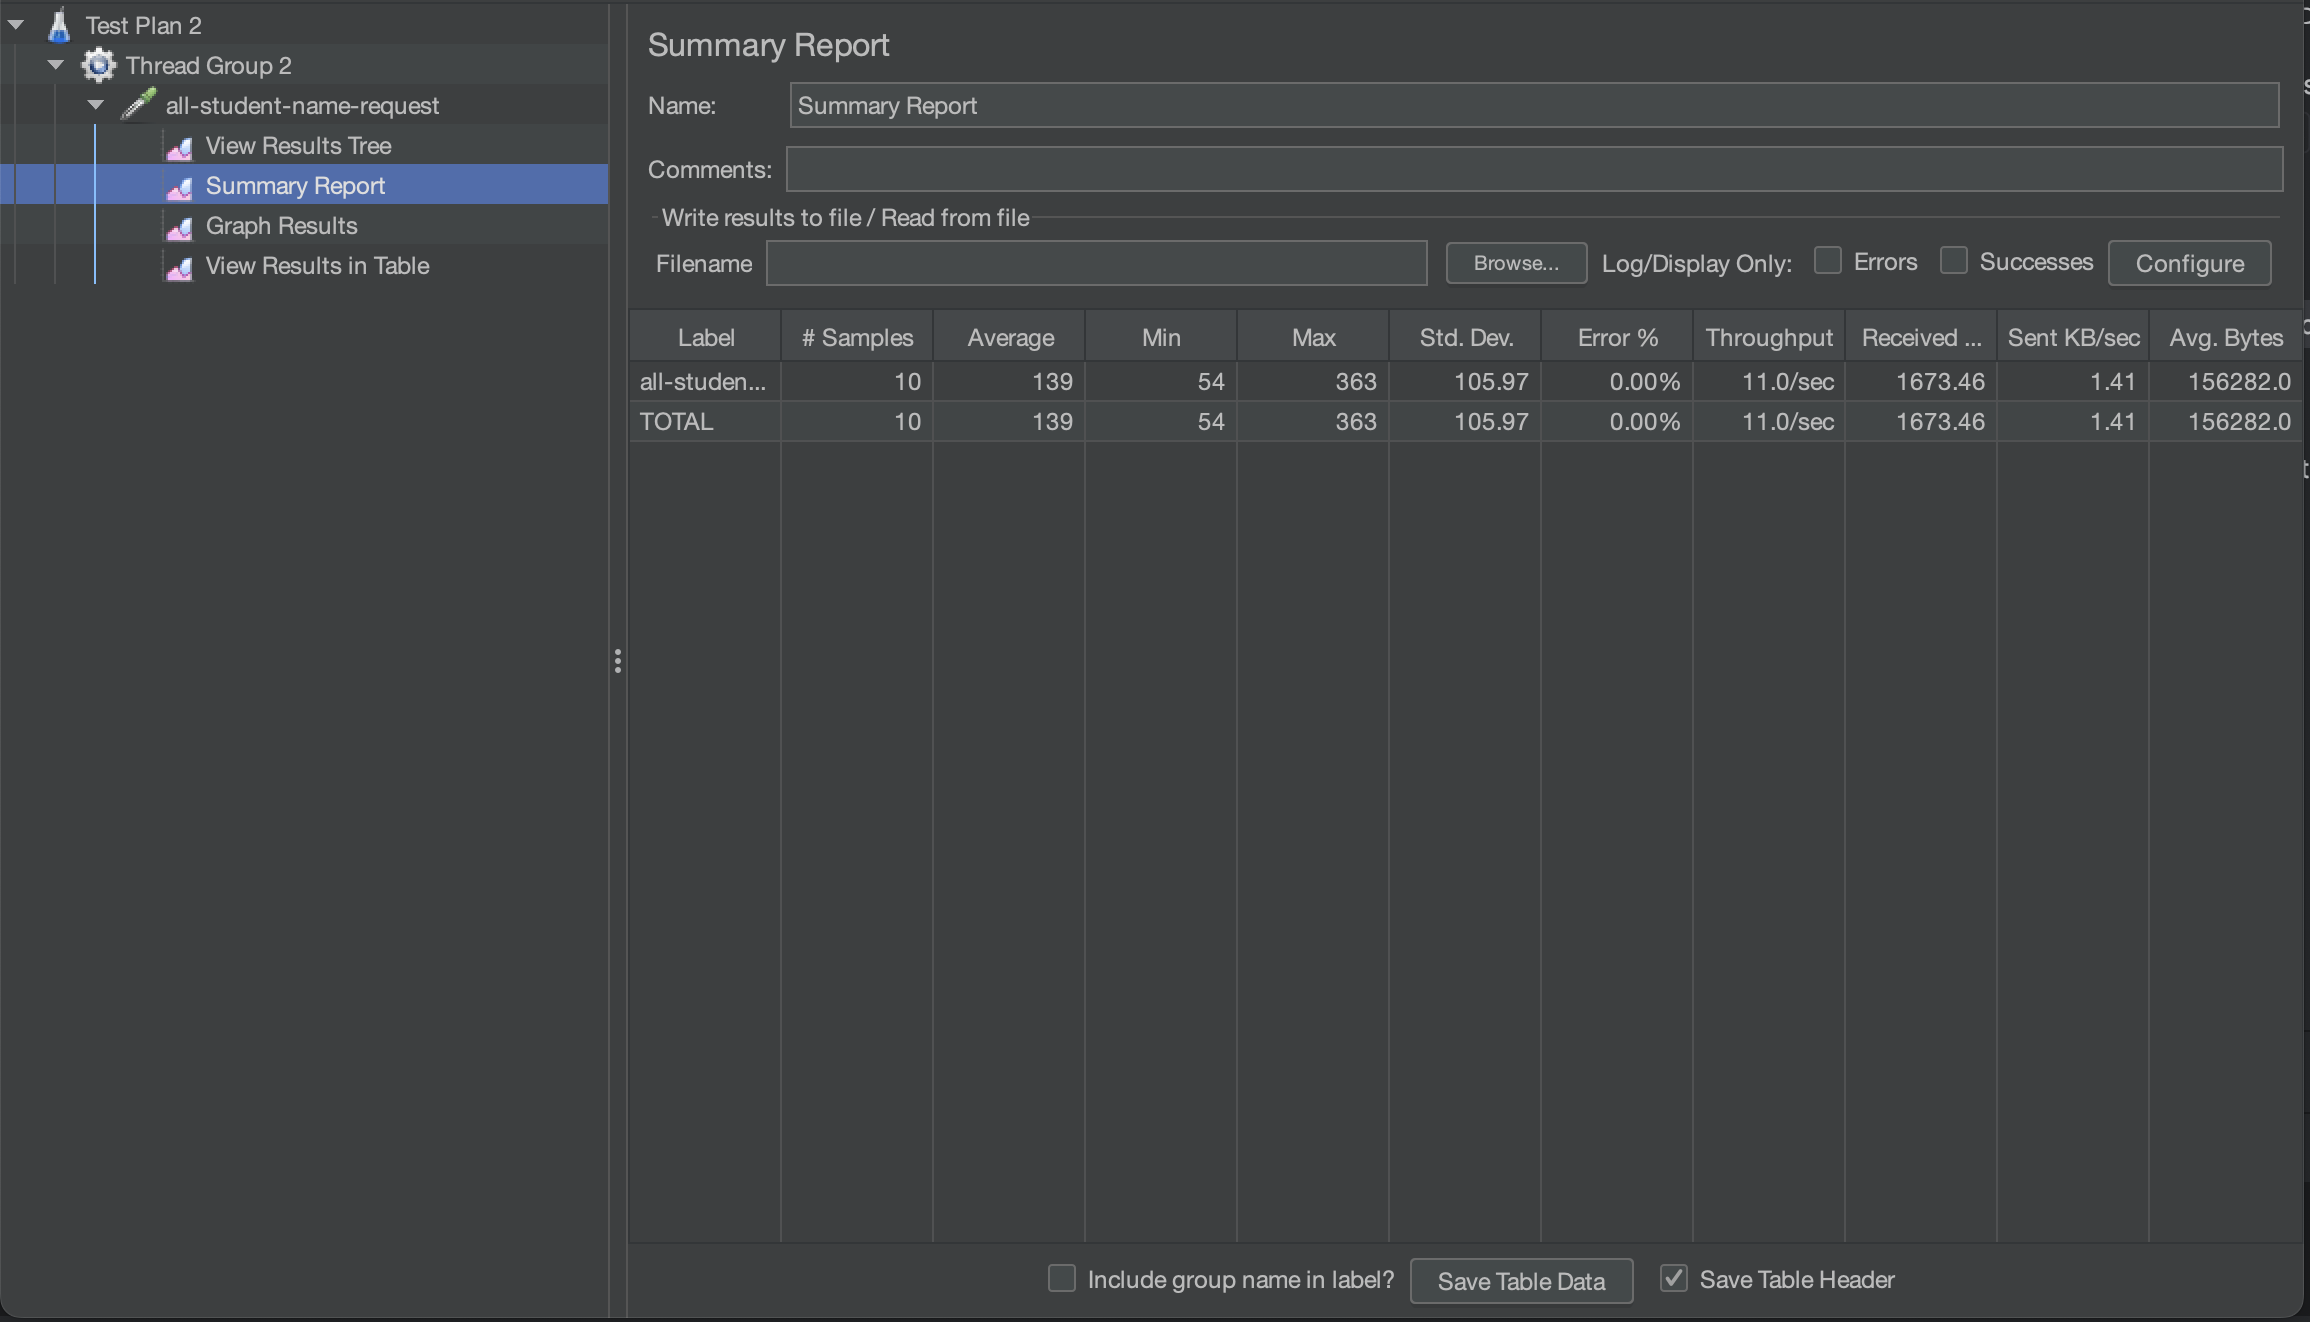 Test Plan 2
Thread Group 2
all-student-name-request
View Results Tree
Summary Report
Graph Results
View Results in Table
Summary Report
Name: Summary Report
Comments:
Write results to file / Read from file
Filename Browse... Log/Display Only: Errors Successes Configure
Label # Samples Average Min Max Std. Dev. Error % Throughput Received ... Sent KB/sec Avg. Bytes
all-studen... 10 139 54 363 105.97 0.00% 11.0/sec 1673.46 1.41 156282.0
TOTAL 10 139 54 363 105.97 0.00% 11.0/sec 1673.46 1.41 156282.0
Include group name in label? Save Table Data Save Table Header